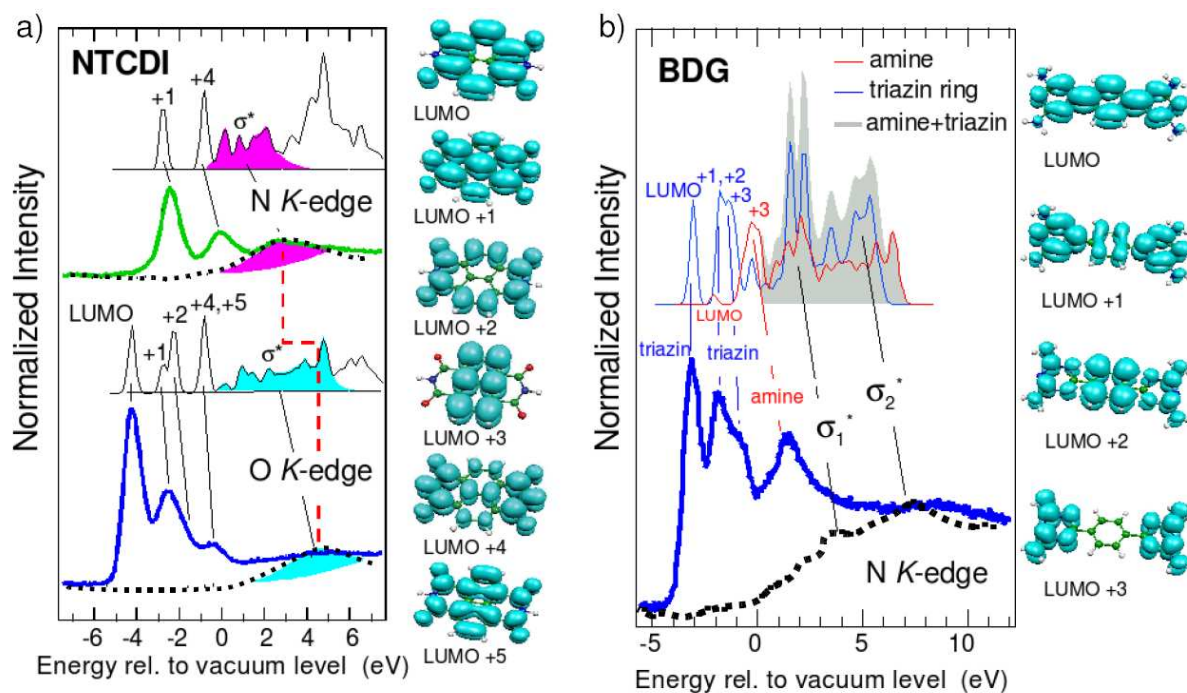 a)
NTCDI
+1
+4
σ*
N K-edge
LUMO
+1
+2
+4,+5
σ*
O K-edge
Normalized Intensity
Normalized Intensity
-6 -4 -2 0 2 4 6
Energy rel. to vacuum level (eV)
LUMO
LUMO +1
LUMO +2
LUMO +3
LUMO +4
LUMO +5
b)
BDG
amine
triazin ring
amine+triazin
LUMO
+1,+2
+3
+3
LUMO
triazin
triazin
amine
σ1*
σ2*
N K-edge
Normalized Intensity
-5 0 5 10
Energy rel. to vacuum level (eV)
LUMO
LUMO +1
LUMO +2
LUMO +3